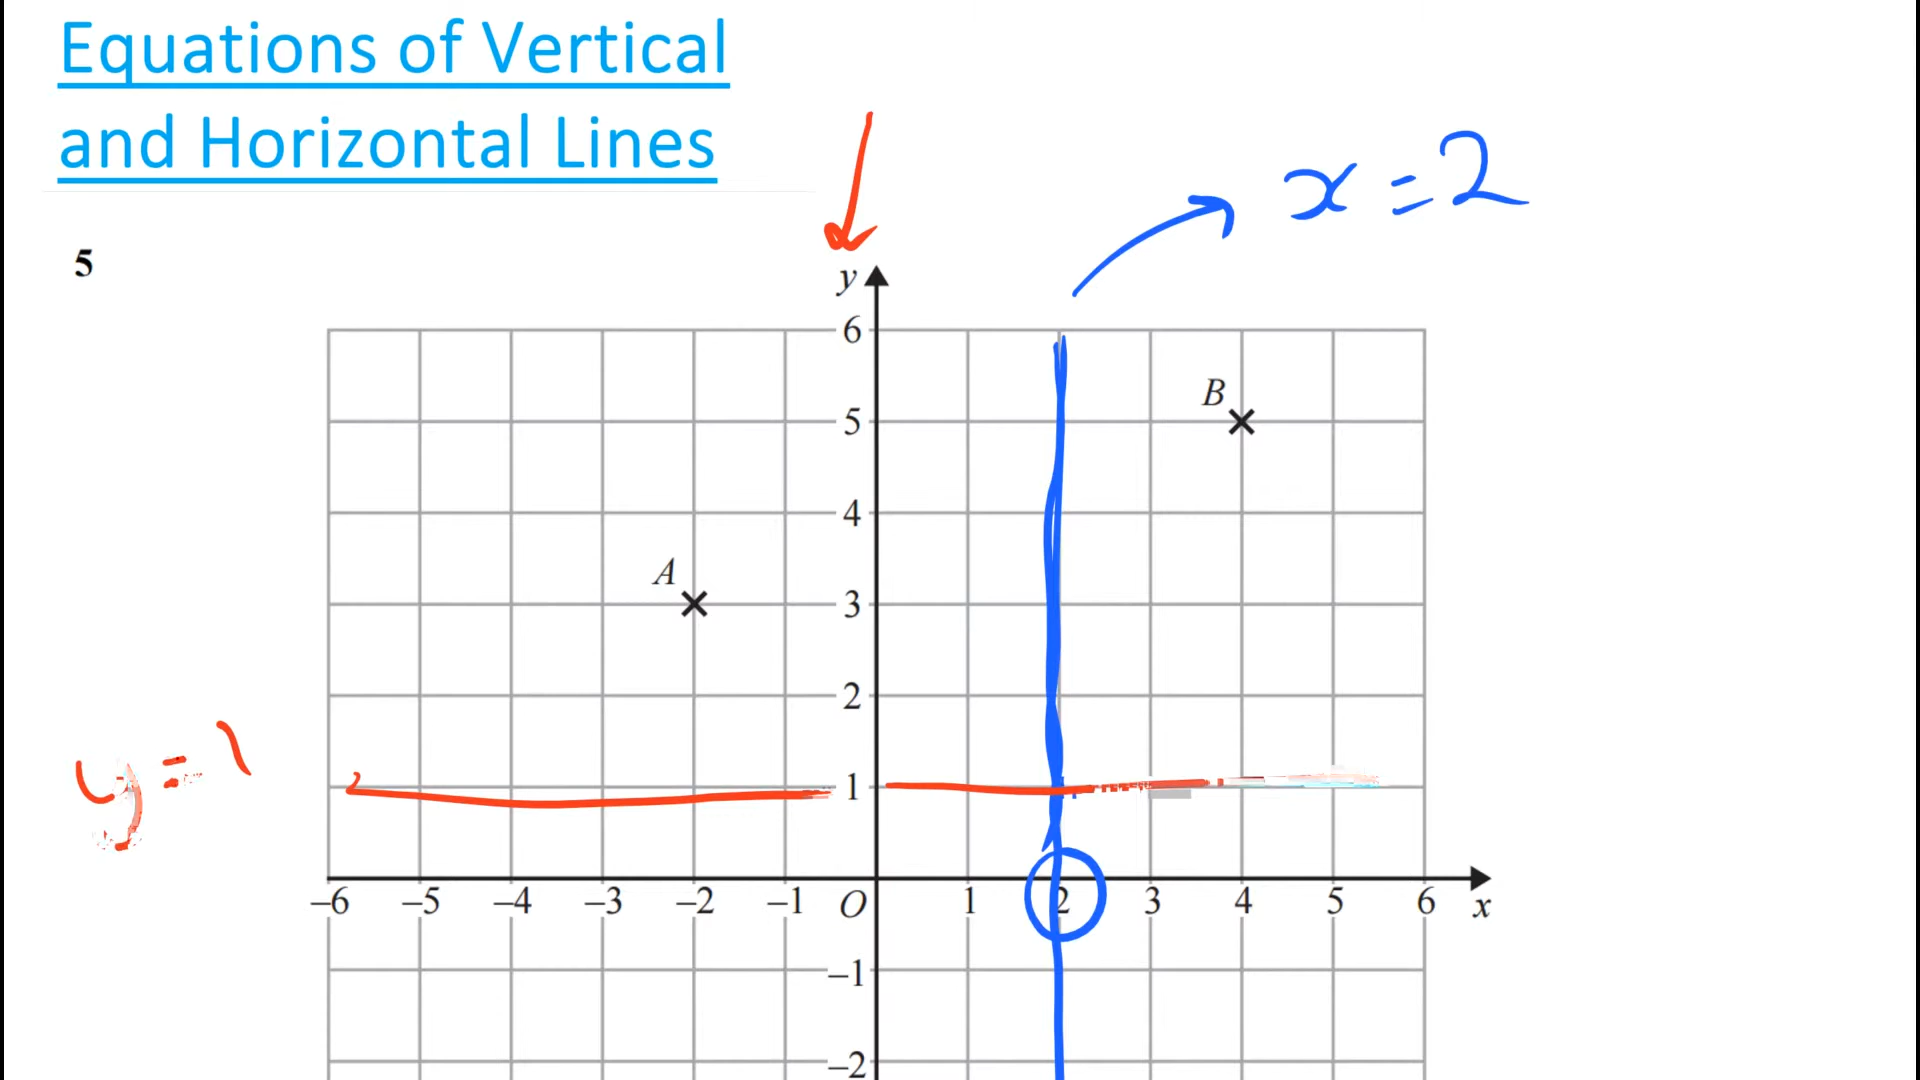 Equations of Vertical
and Horizontal Lines
x = 2
5
y
6
B
5
4
A
3
2
y =
1
–6 –5 –4 –3 –2 –1 O 1 2 3 4 5 6 x
–1
–2